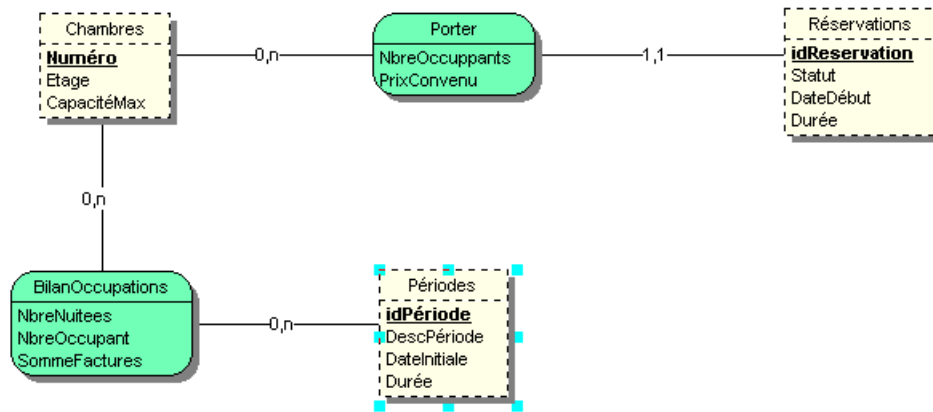 Chambres
Numéro
Etage
CapacitéMax
0,n
Porter
NbreOccuppants
PrixConvenu
1,1
Réservations
idReservation
Statut
DateDébut
Durée
0,n
BilanOccupations
NbreNuitees
NbreOccupant
SommeFactures
0,n
Périodes
idPériode
DescPériode
DateInitiale
Durée